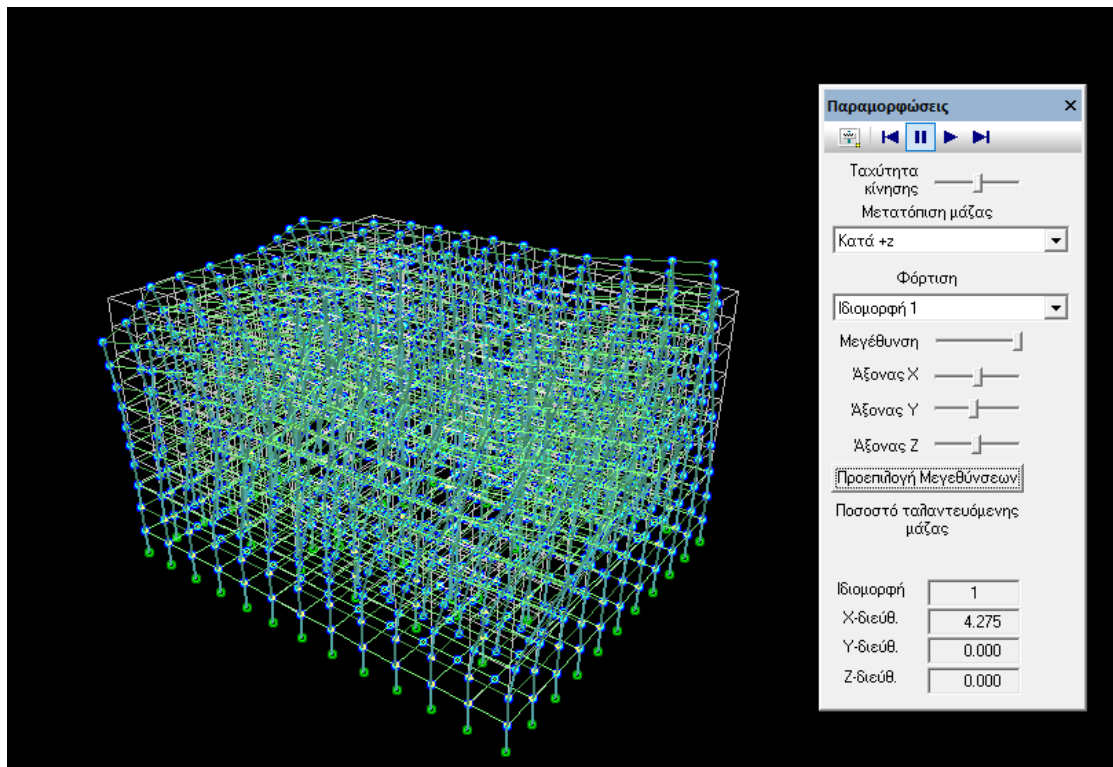 Παραμορφώσεις
Ταχύτητα
κίνησης
Μετατόπιση μάζας
Κατά +z
Φόρτιση
Ιδιομορφή 1
Μεγέθυνση
Άξονας X
Άξονας Y
Άξονας Z
Προεπιλογή Μεγεθύνσεων
Ποσοστό ταλαντευόμενης
μάζας
Ιδιομορφή 1
X-διεύθ. 4.275
Y-διεύθ. 0.000
Z-διεύθ. 0.000